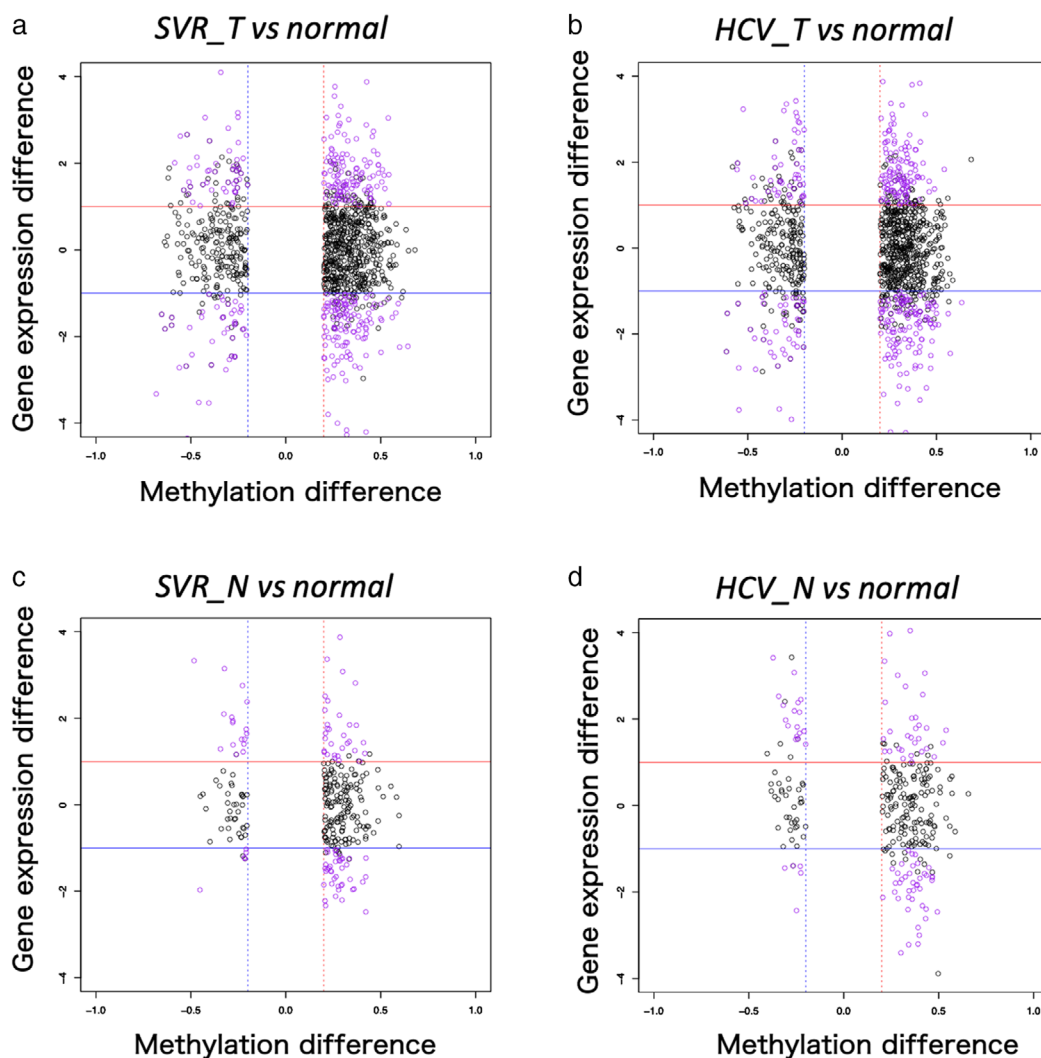 a
SVR_T vs normal
4
2
0
-2
-4
Gene expression difference
-1.0 -0.5 0.0 0.5 1.0
Methylation difference
b
HCV_T vs normal
4
2
0
-2
-4
Gene expression difference
-1.0 -0.5 0.0 0.5 1.0
Methylation difference
c
SVR_N vs normal
4
2
0
-2
-4
Gene expression difference
-1.0 -0.5 0.0 0.5 1.0
Methylation difference
d
HCV_N vs normal
4
2
0
-2
-4
Gene expression difference
-1.0 -0.5 0.0 0.5 1.0
Methylation difference